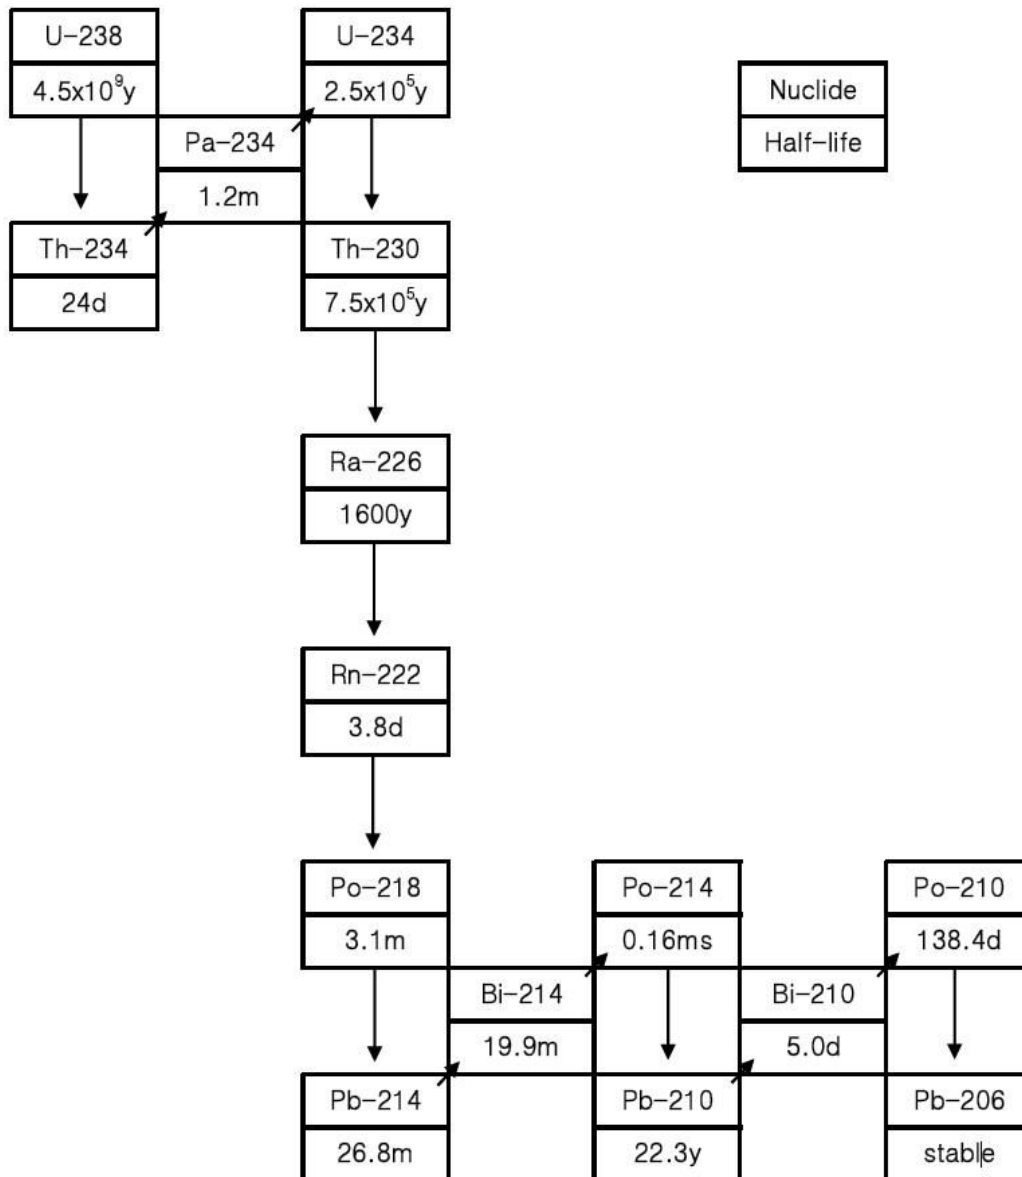 U-238
U-234
4.5x10⁹y
2.5x10⁵y
Nuclide
Half-life
Pa-234
1.2m
Th-234
Th-230
24d
7.5x10⁵y
Ra-226
1600y
Rn-222
3.8d
Po-218
Po-214
Po-210
3.1m
0.16ms
138.4d
Bi-214
Bi-210
19.9m
5.0d
Pb-214
Pb-210
Pb-206
26.8m
22.3y
stable